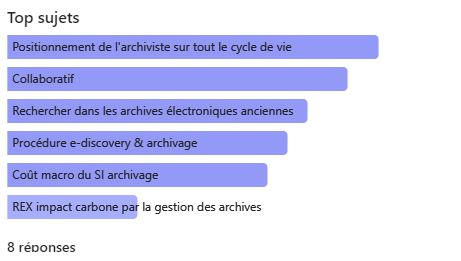 Top sujets
Positionnement de l'archiviste sur tout le cycle de vie
Collaboratif
Rechercher dans les archives électroniques anciennes
Procédure e-discovery & archivage
Coût macro du SI archivage
REX impact carbone par la gestion des archives
8 réponses